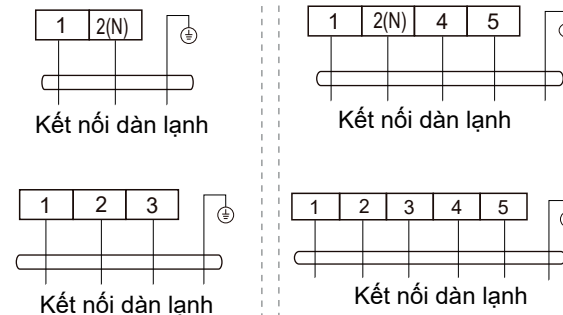 1 2(N)
Kết nối dàn lạnh
1 2(N) 4 5
Kết nối dàn lạnh
1 2 3
Kết nối dàn lạnh
1 2 3 4 5
Kết nối dàn lạnh